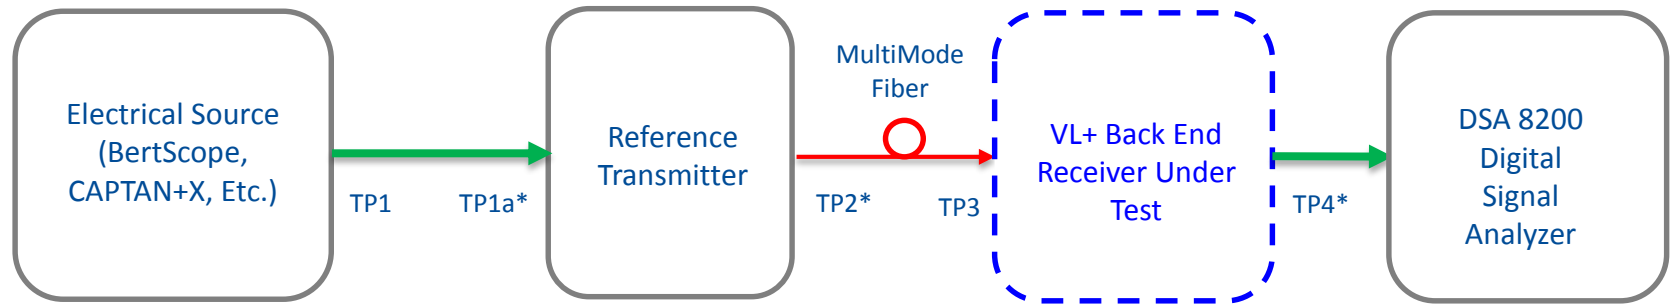 Electrical Source
(BertScope,
CAPTAN+X, Etc.)
TP1
TP1a*
Reference
Transmitter
MultiMode
Fiber
TP2*
TP3
VL+ Back End
Receiver Under
Test
TP4*
DSA 8200
Digital
Signal
Analyzer